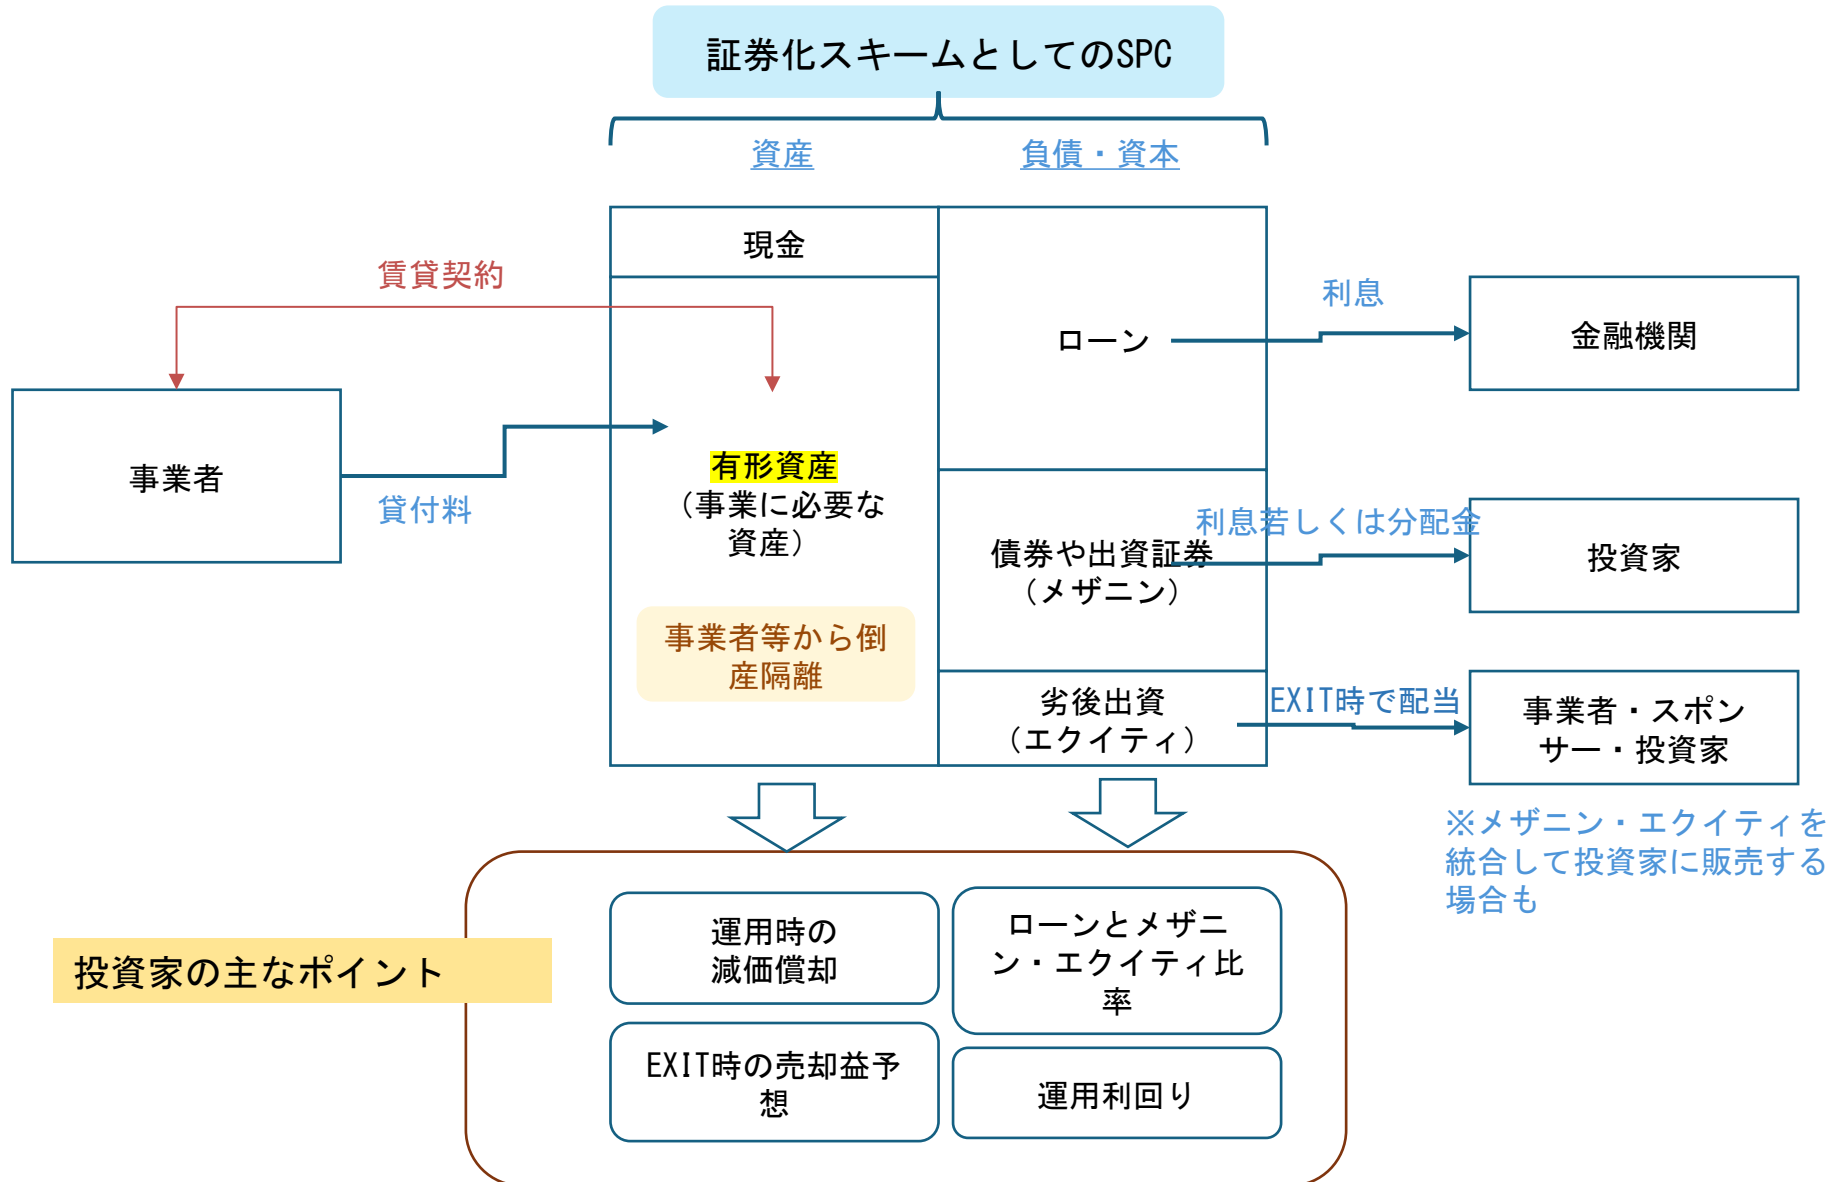 証券化スキームとしてのSPC
資産
負債・資本
現金
賃貸契約
ローン
利息
金融機関
事業者
貸付料
有形資産
（事業に必要な
資産）
債券や出資証券
（メザニン）
利息若しくは分配金
投資家
事業者等から倒
産隔離
劣後出資
（エクイティ）
EXIT時で配当
事業者・スポン
サー・投資家
※メザニン・エクイティを
統合して投資家に販売する
場合も
投資家の主なポイント
運用時の
減価償却
ローンとメザニ
ン・エクイティ比
率
EXIT時の売却益予
想
運用利回り